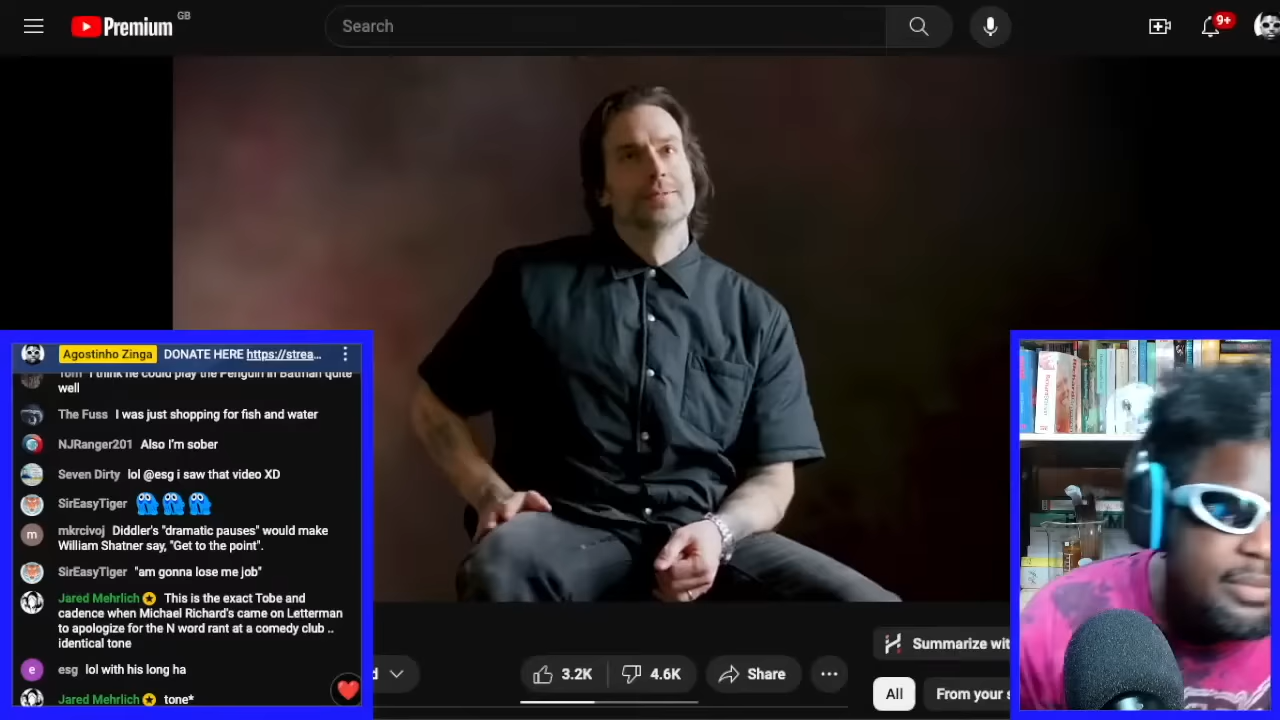 Premium GB
Search
9+
Agostinho Zinga DONATE HERE https://strea...
Tom I think he could play the Penguin in Batman quite
well
The Fuss I was just shopping for fish and water
NJRanger201 Also I'm sober
Seven Dirty lol @esg i saw that video XD
SirEasyTiger
m mkrcivoj Diddler's "dramatic pauses" would make
William Shatner say, "Get to the point".
SirEasyTiger "am gonna lose me job"
Jared Mehrlich This is the exact Tobe and
cadence when Michael Richard's came on Letterman
to apologize for the N word rant at a comedy club ..
identical tone
e esg lol with his long ha
Jared Mehrlich tone*
d
3.2K
4.6K
Share
Summarize wit
All
From your s